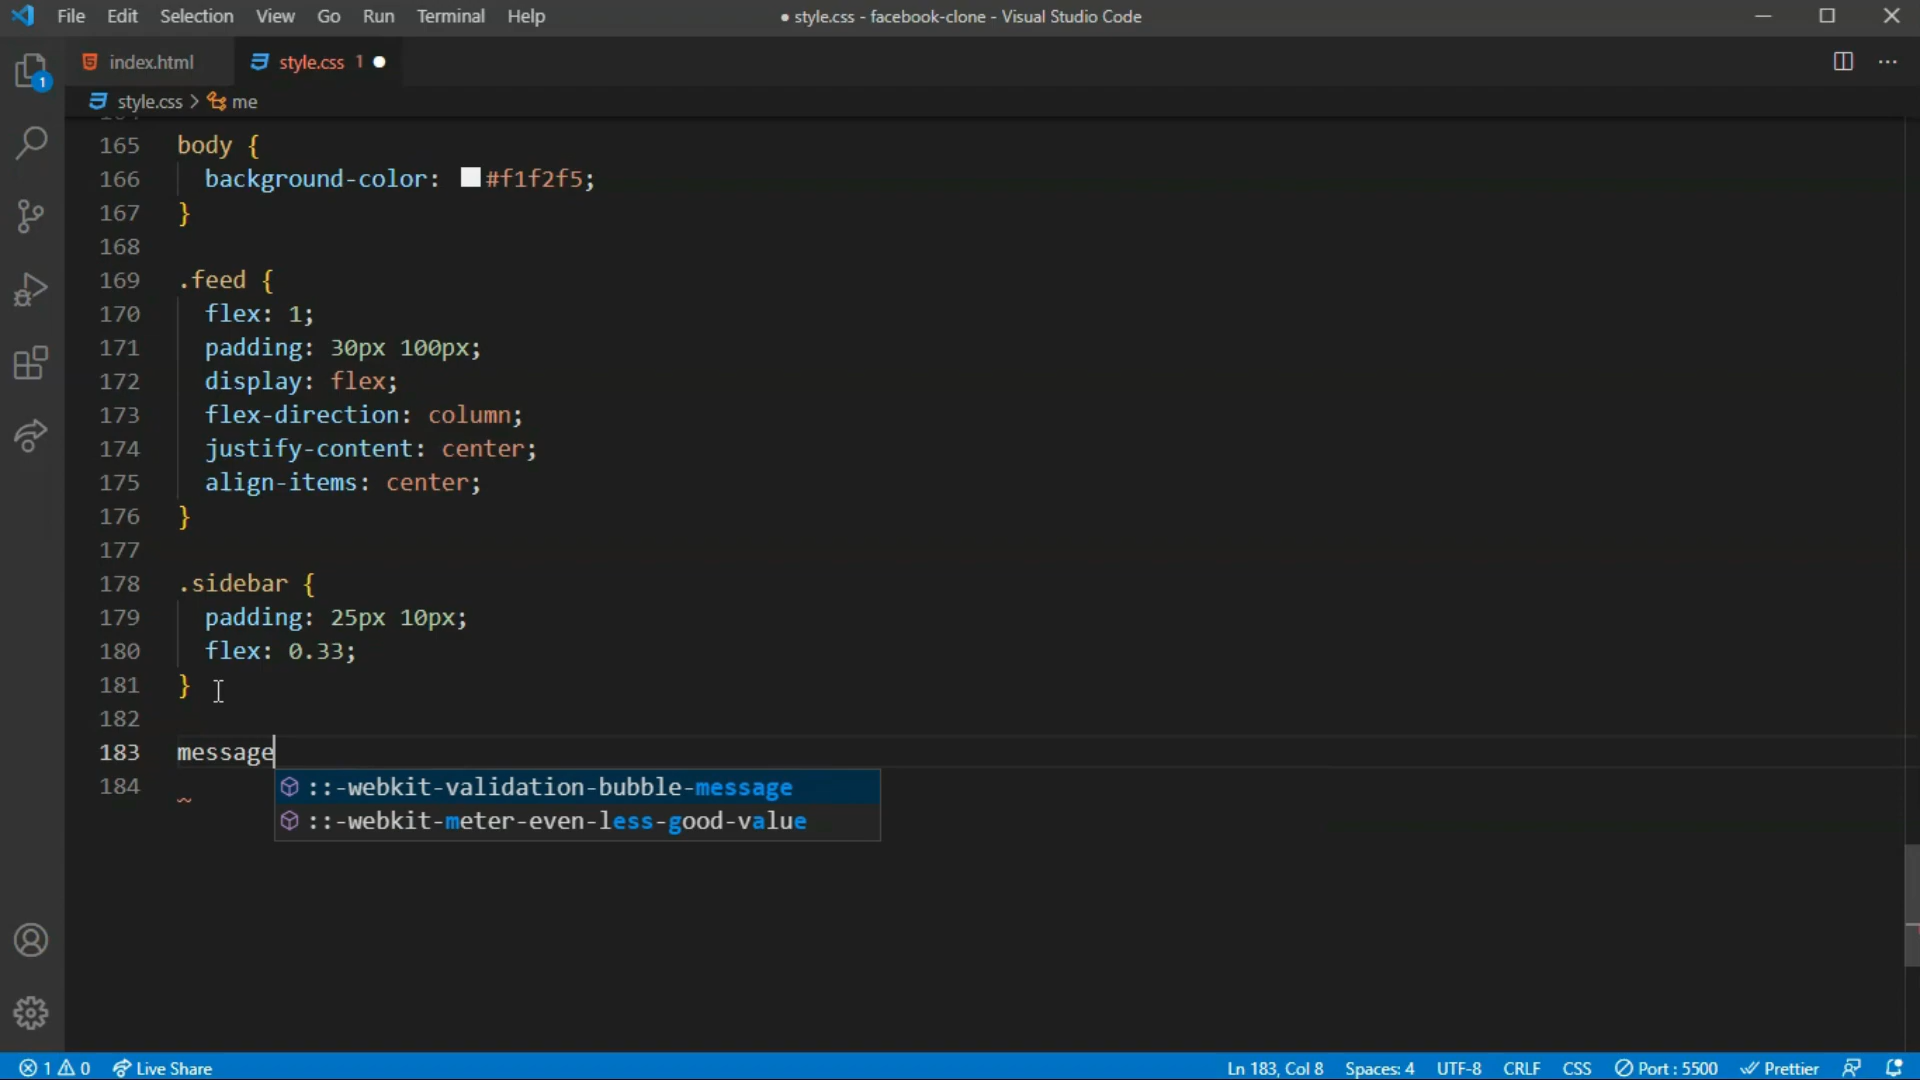 File Edit Selection View Go Run Terminal Help
● style.css - facebook-clone - Visual Studio Code
index.html
style.css 1
style.css > me
1
165 body {
166 background-color: #f1f2f5;
167 }
168
169 .feed {
170 flex: 1;
171 padding: 30px 100px;
172 display: flex;
173 flex-direction: column;
174 justify-content: center;
175 align-items: center;
176 }
177
178 .sidebar {
179 padding: 25px 10px;
180 flex: 0.33;
181 }
182
183 message
184
::-webkit-validation-bubble-message
::-webkit-meter-even-less-good-value
1 0 Live Share
Ln 183, Col 8 Spaces: 4 UTF-8 CRLF CSS Port : 5500 Prettier